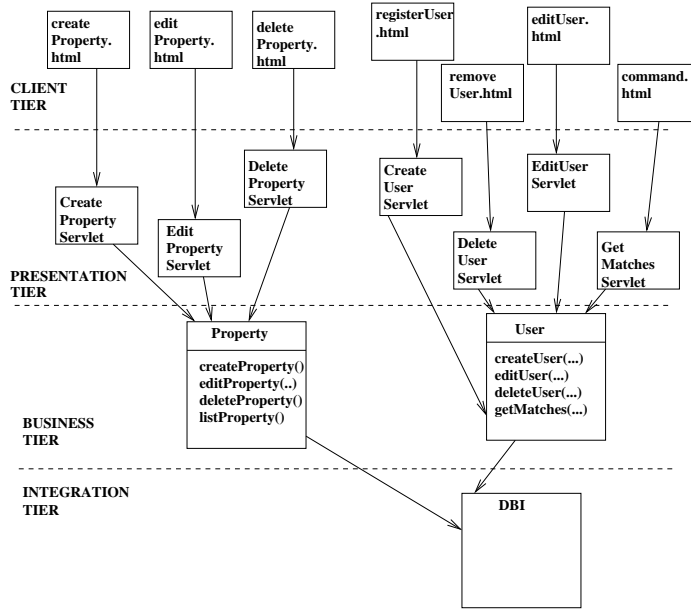 create
Property.
html
edit
Property.
html
delete
Property.
html
registerUser
.html
editUser.
html
remove
User.html
command.
html
CLIENT
TIER
Create
Property
Servlet
Edit
Property
Servlet
Delete
Property
Servlet
Create
User
Servlet
Delete
User
Servlet
EditUser
Servlet
Get
Matches
Servlet
PRESENTATION
TIER
Property
createProperty()
editProperty(..)
deleteProperty()
listProperty()
User
createUser(...)
editUser(...)
deleteUser(...)
getMatches(...)
BUSINESS
TIER
INTEGRATION
TIER
DBI